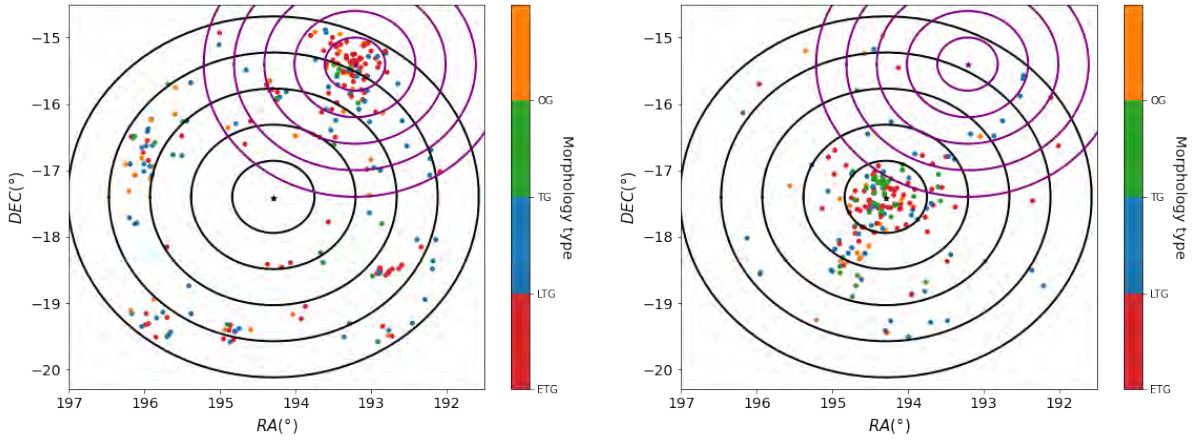 −15
−16
−17
−18
−19
−20
DEC(°)
197
196
195
194
193
192
RA(°)
OG
TG
LTG
ETG
Morphology type
−15
−16
−17
−18
−19
−20
DEC(°)
197
196
195
194
193
192
RA(°)
OG
TG
LTG
ETG
Morphology type